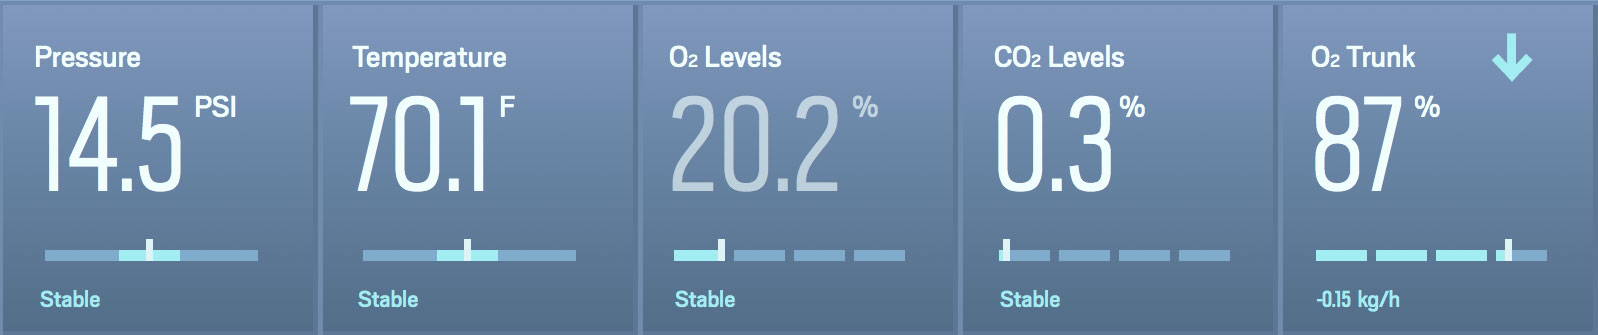 Pressure
14.5 PSI
Stable
Temperature
70.1 F
Stable
O₂ Levels
20.2 %
Stable
CO₂ Levels
0.3 %
Stable
O₂ Trunk
87 %
-0.15 kg/h